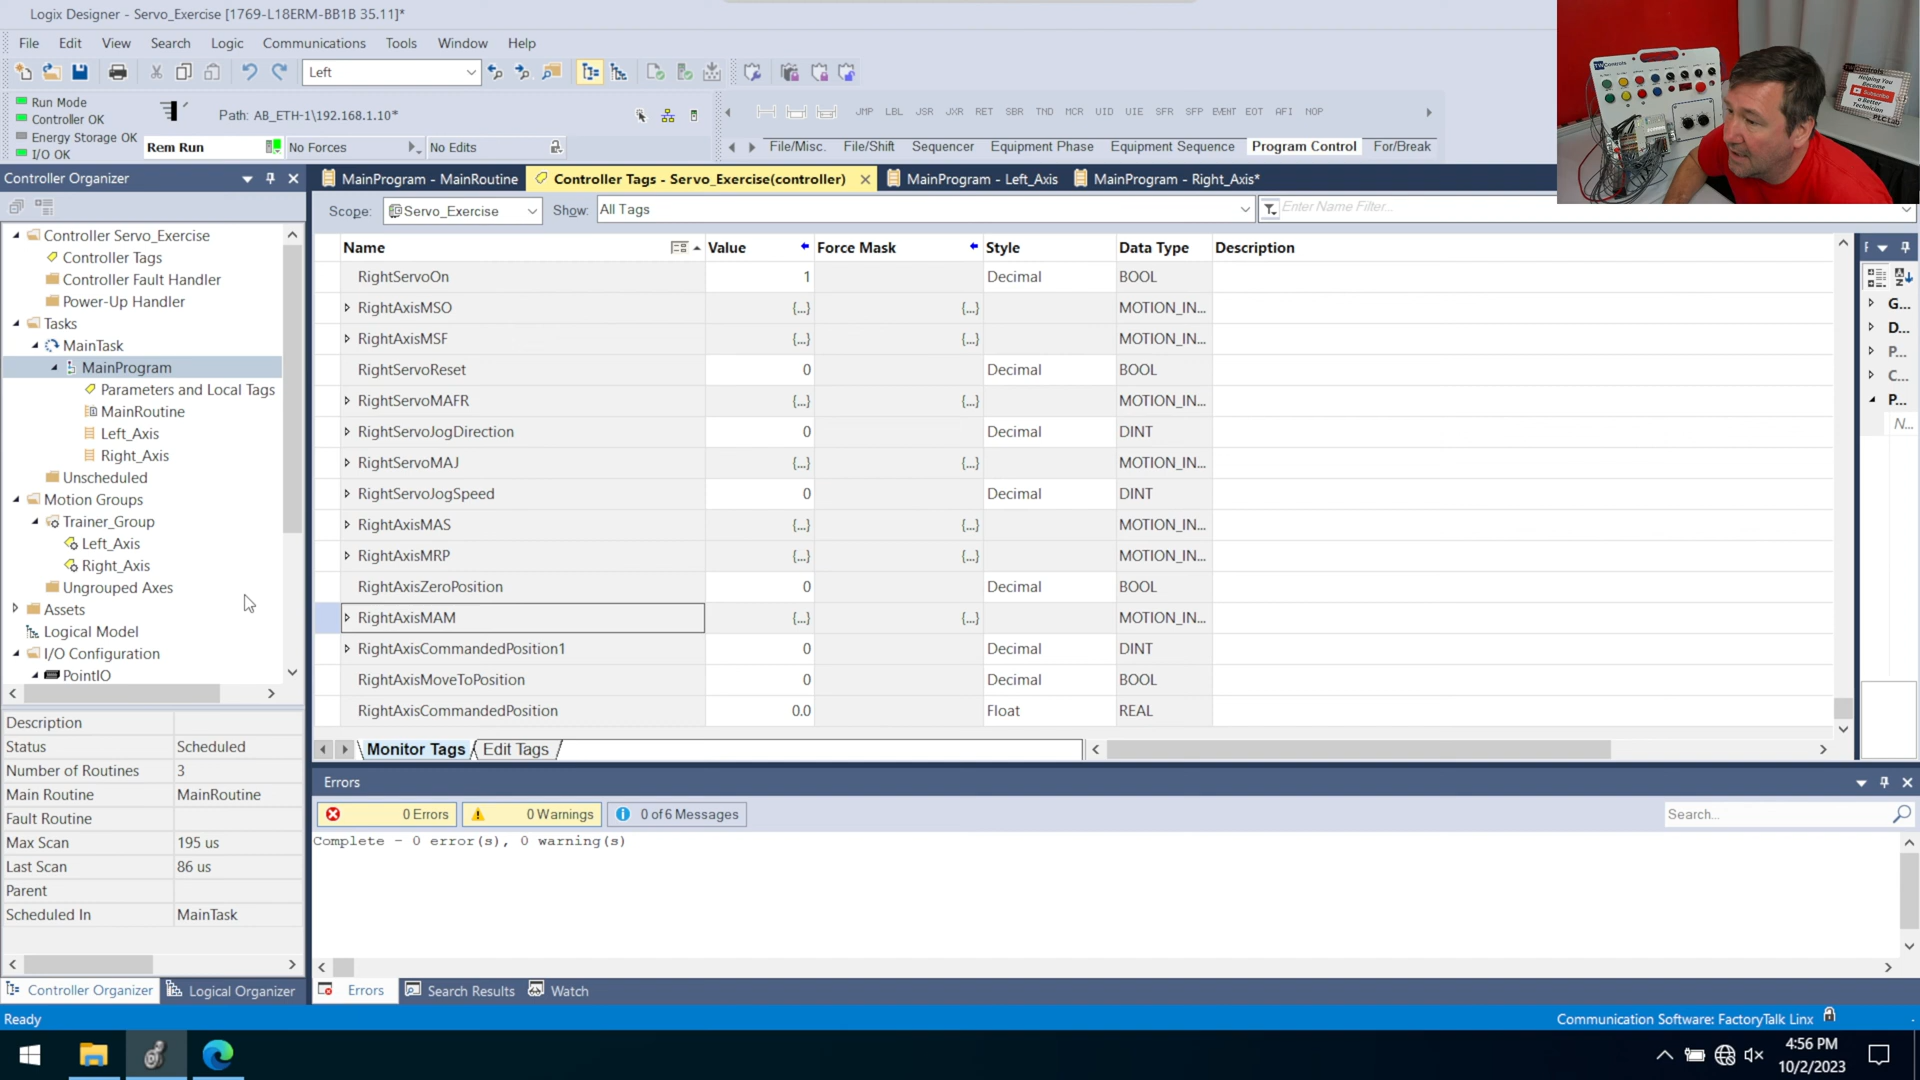 Logix Designer - Servo_Exercise [1769-L18ERM-BB1B 35.11]*
File Edit View Search Logic Communications Tools Window Help
Left
Run Mode
Controller OK
Energy Storage OK
I/O OK
Path: AB_ETH-1\192.168.1.10*
Rem Run No Forces No Edits
JMP LBL JSR JXR RET SBR TND MCR UID UIE SFR SFP EVENT EOT AFI NOP
File/Misc. File/Shift Sequencer Equipment Phase Equipment Sequence Program Control For/Break
TWControls
Helping You
Become
Subscribe
a Better
Technician
PLCLab
Controller Organizer
MainProgram - MainRoutine Controller Tags - Servo_Exercise(controller) MainProgram - Left_Axis MainProgram - Right_Axis*
Scope: Servo_Exercise Show: All Tags Enter Name Filter...
Controller Servo_Exercise
Controller Tags
Controller Fault Handler
Power-Up Handler
Tasks
MainTask
MainProgram
Parameters and Local Tags
MainRoutine
Left_Axis
Right_Axis
Unscheduled
Motion Groups
Trainer_Group
Left_Axis
Right_Axis
Ungrouped Axes
Assets
Logical Model
I/O Configuration
PointIO
Name Value Force Mask Style Data Type Description
RightServoOn 1 Decimal BOOL
RightAxisMSO {...} {...} MOTION_IN...
RightAxisMSF {...} {...} MOTION_IN...
RightServoReset 0 Decimal BOOL
RightServoMAFR {...} {...} MOTION_IN...
RightServoJogDirection 0 Decimal DINT
RightServoMAJ {...} {...} MOTION_IN...
RightServoJogSpeed 0 Decimal DINT
RightAxisMAS {...} {...} MOTION_IN...
RightAxisMRP {...} {...} MOTION_IN...
RightAxisZeroPosition 0 Decimal BOOL
RightAxisMAM {...} {...} MOTION_IN...
RightAxisCommandedPosition1 0 Decimal DINT
RightAxisMoveToPosition 0 Decimal BOOL
RightAxisCommandedPosition 0.0 Float REAL
Monitor Tags Edit Tags
G...
D...
P...
C...
P...
N...
Description
Status Scheduled
Number of Routines 3
Main Routine MainRoutine
Fault Routine
Max Scan 195 us
Last Scan 86 us
Parent
Scheduled In MainTask
Errors
0 Errors 0 Warnings 0 of 6 Messages Search...
Complete - 0 error(s), 0 warning(s)
Controller Organizer Logical Organizer Errors Search Results Watch
Ready Communication Software: FactoryTalk Linx
4:56 PM
10/2/2023